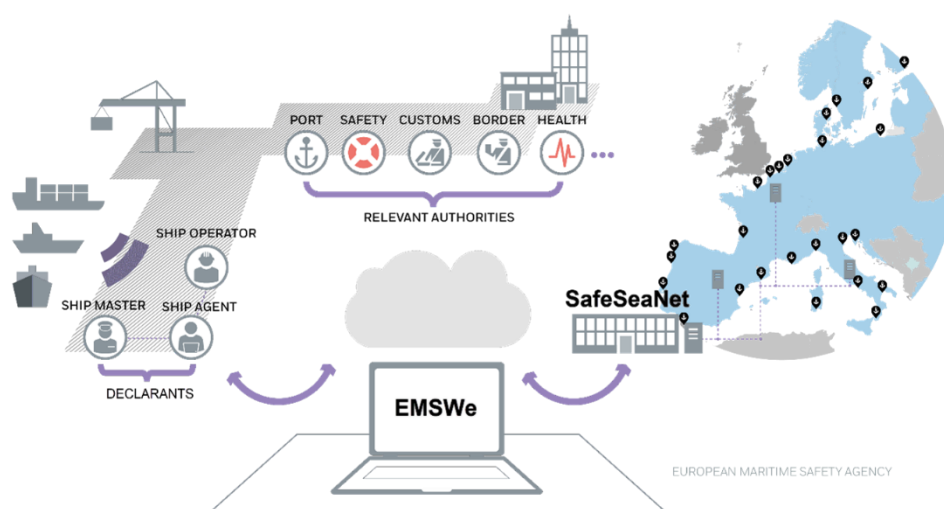 PORT
SAFETY
CUSTOMS
BORDER
HEALTH
RELEVANT AUTHORITIES
SHIP OPERATOR
SHIP MASTER
SHIP AGENT
DECLARANTS
SafeSeaNet
EMSWe
EUROPEAN MARITIME SAFETY AGENCY